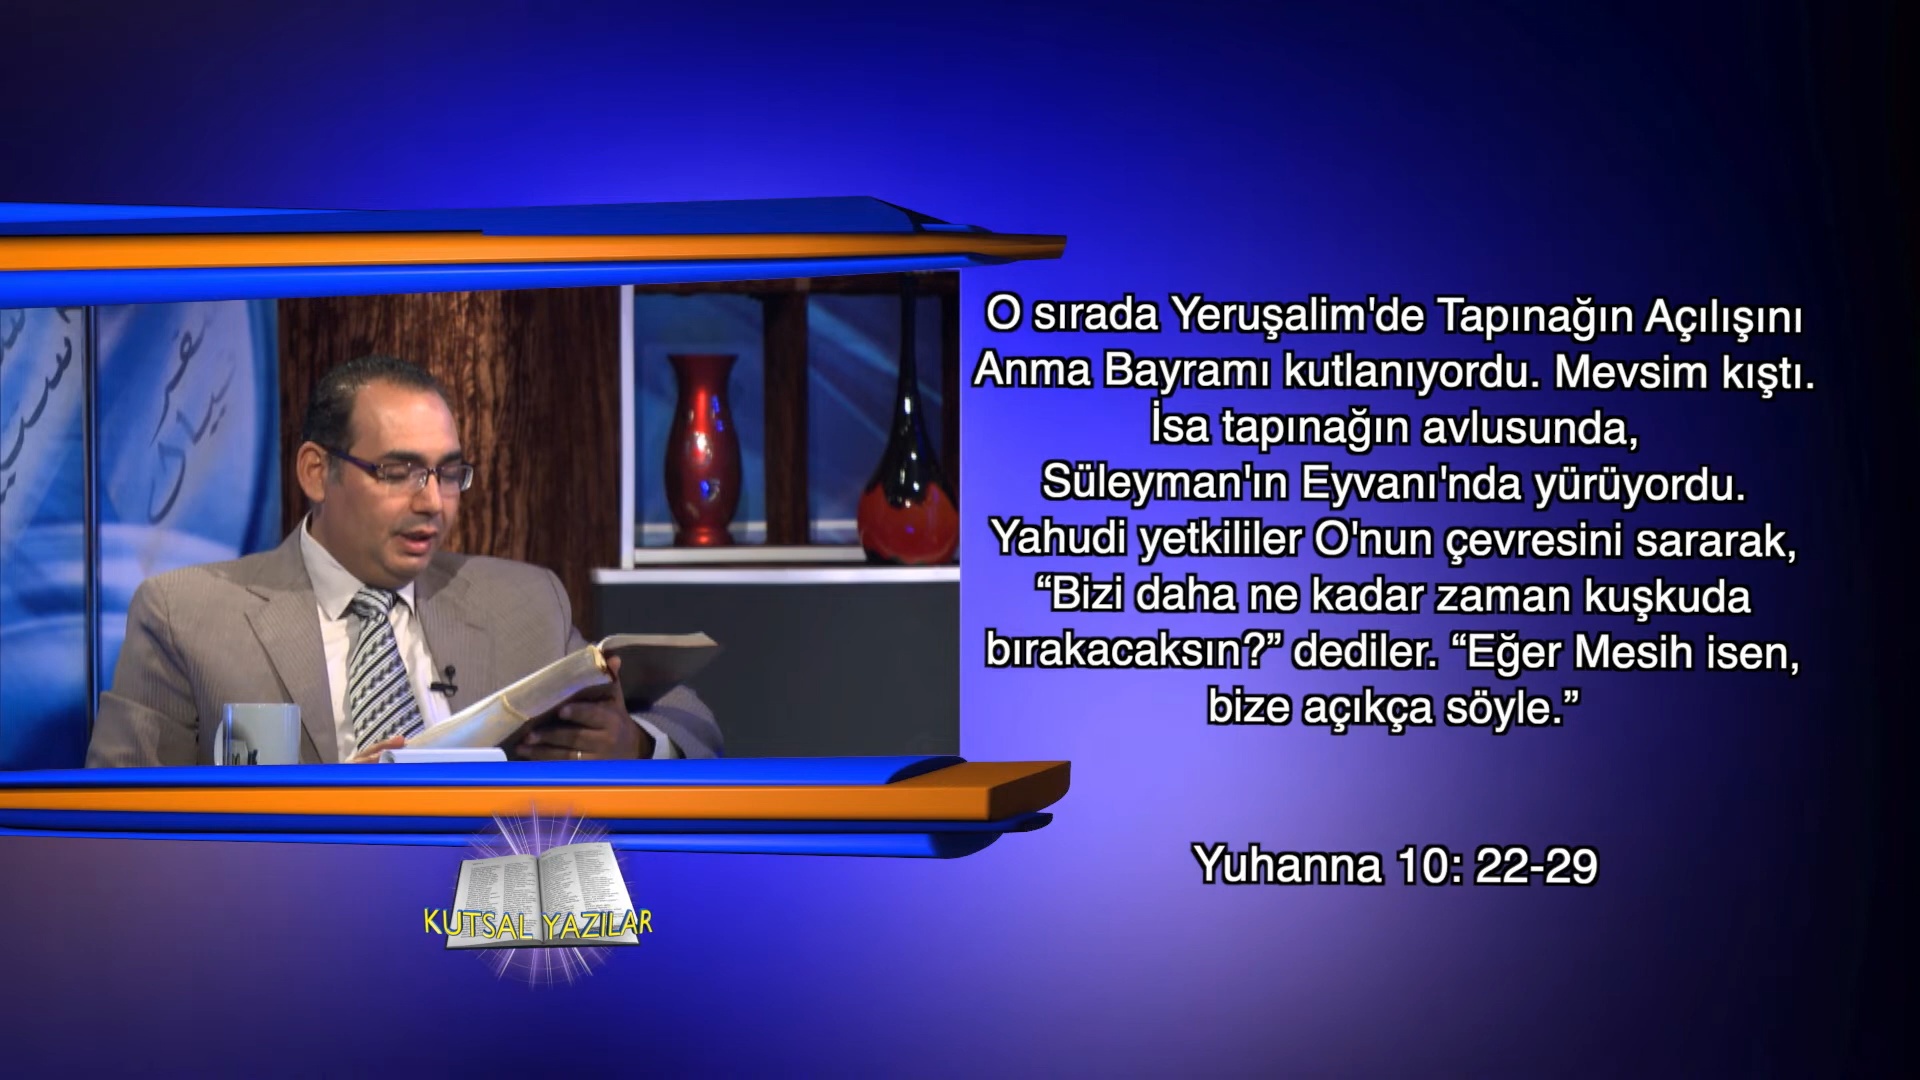 O sırada Yeruşalim'de Tapınağın Açılışını
Anma Bayramı kutlanıyordu. Mevsim kıştı.
İsa tapınağın avlusunda,
Süleyman'ın Eyvanı'nda yürüyordu.
Yahudi yetkililer O'nun çevresini sararak,
“Bizi daha ne kadar zaman kuşkuda
bırakacaksın?” dediler. “Eğer Mesih isen,
bize açıkça söyle.”
Yuhanna 10: 22-29
KUTSAL YAZILAR